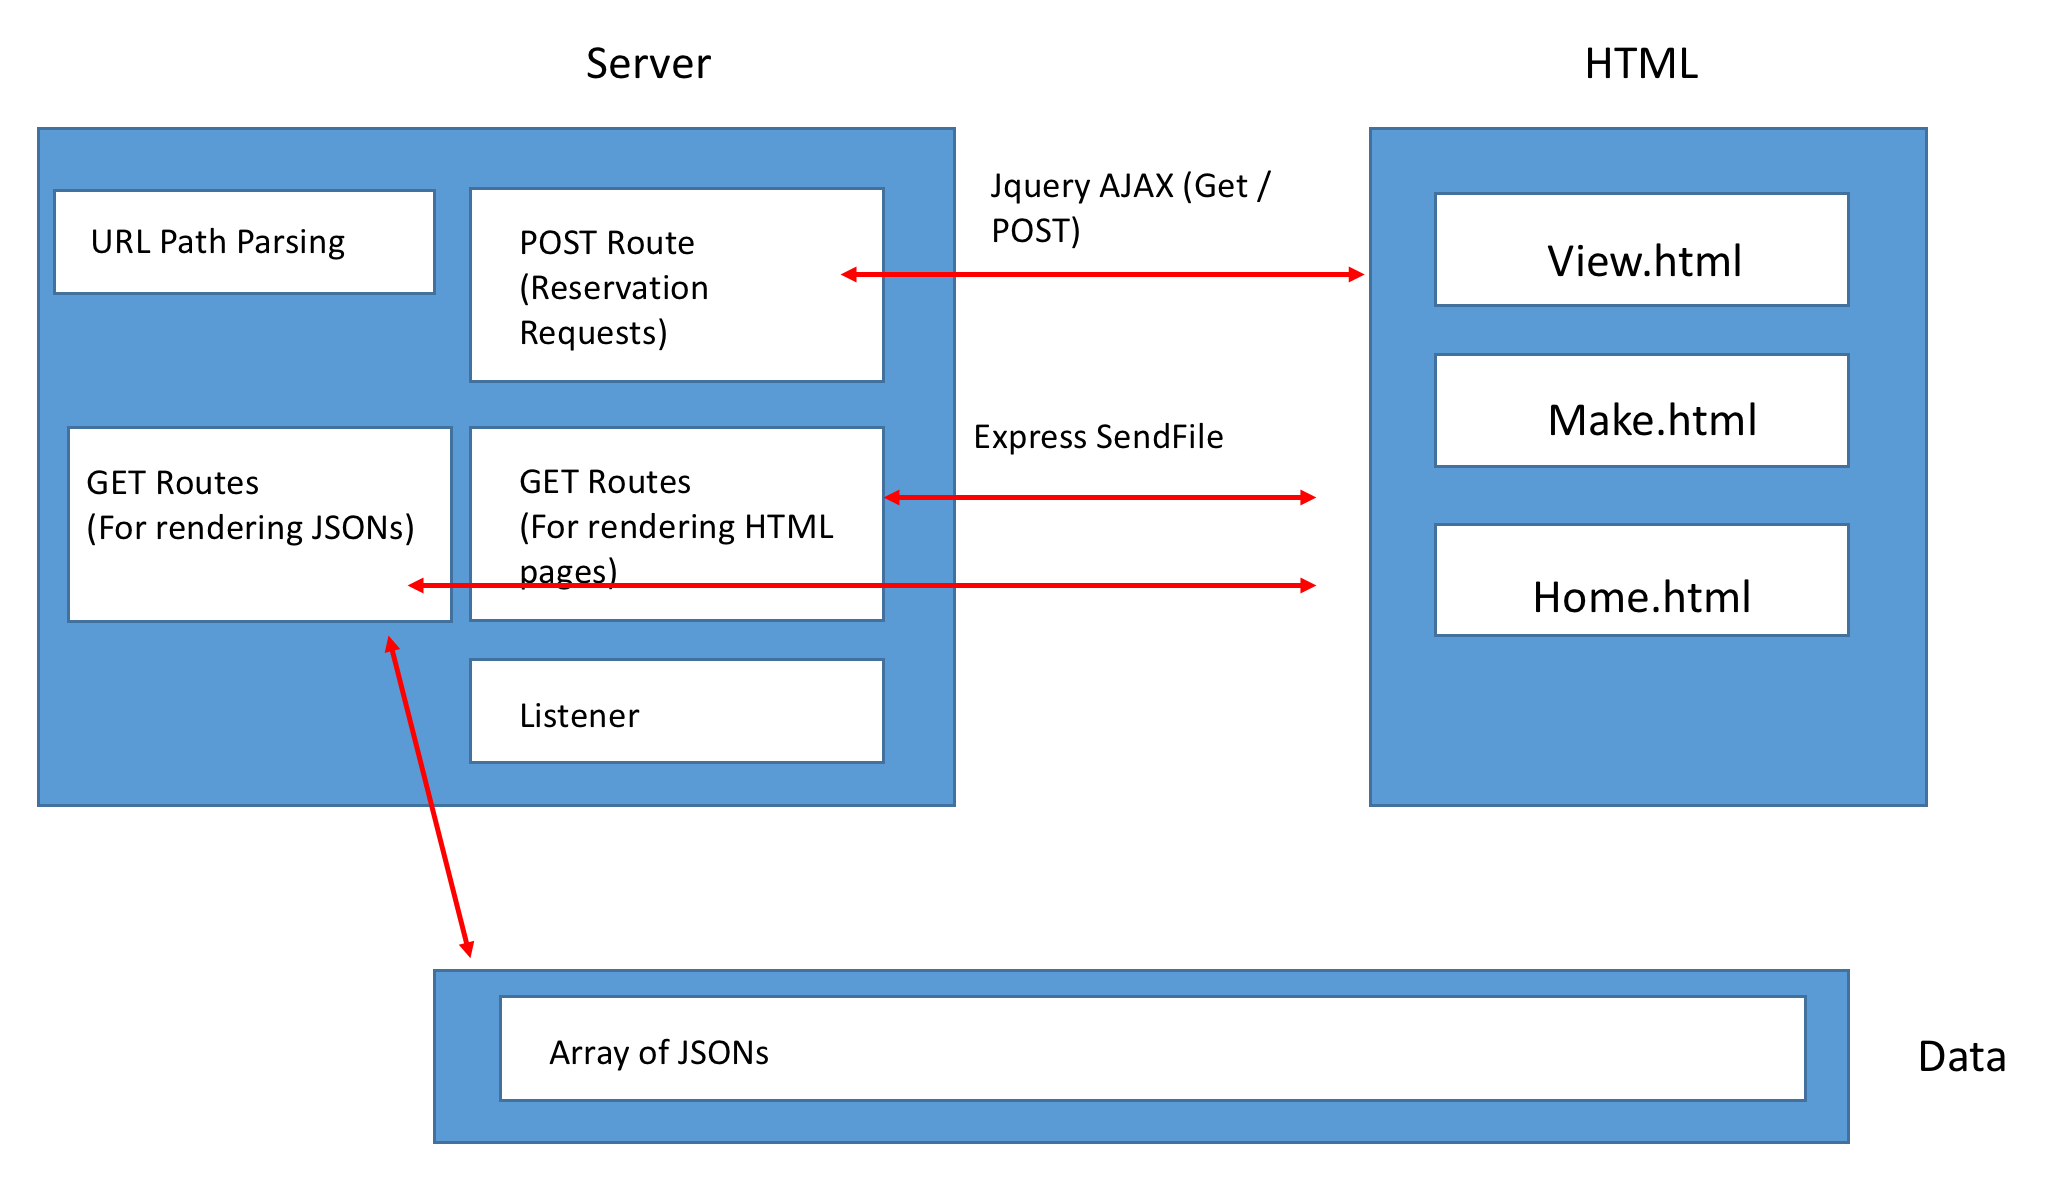 Server
HTML
URL Path Parsing
POST Route
(Reservation
Requests)
Jquery AJAX (Get /
POST)
View.html
Make.html
Express SendFile
GET Routes
(For rendering JSONs)
GET Routes
(For rendering HTML
pages)
Home.html
Listener
Array of JSONs
Data